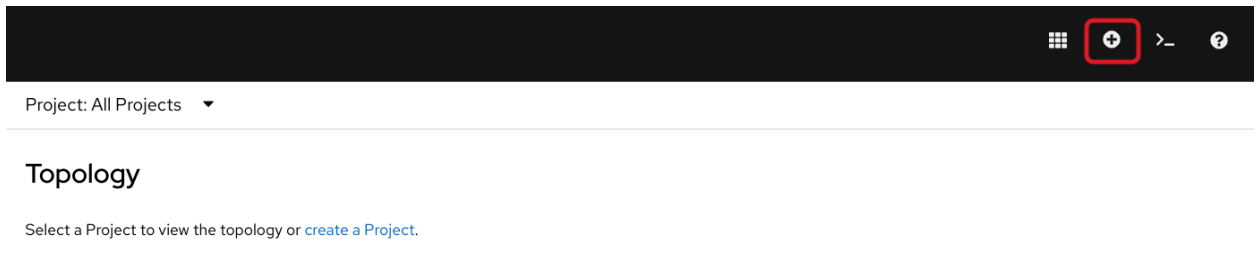 Project: All Projects
Topology
Select a Project to view the topology or create a Project.